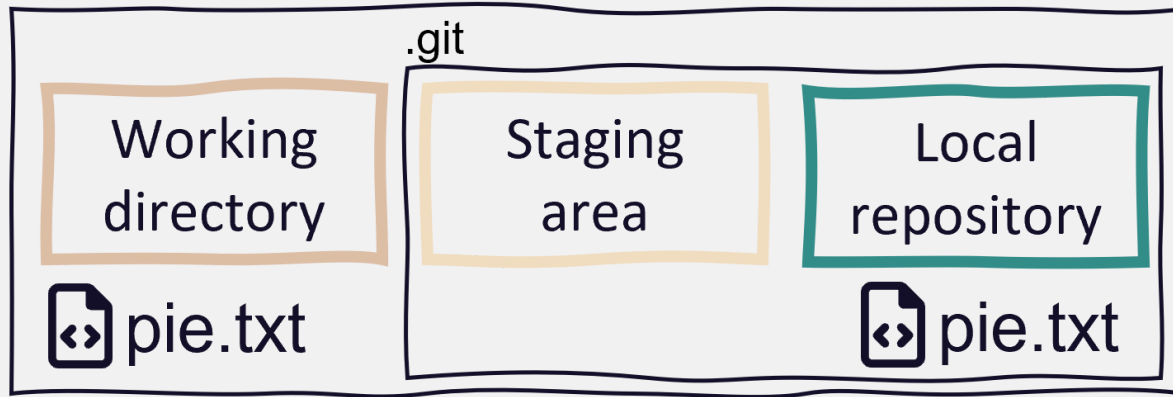 .git
Working
directory
Staging
area
Local
repository
pie.txt
pie.txt